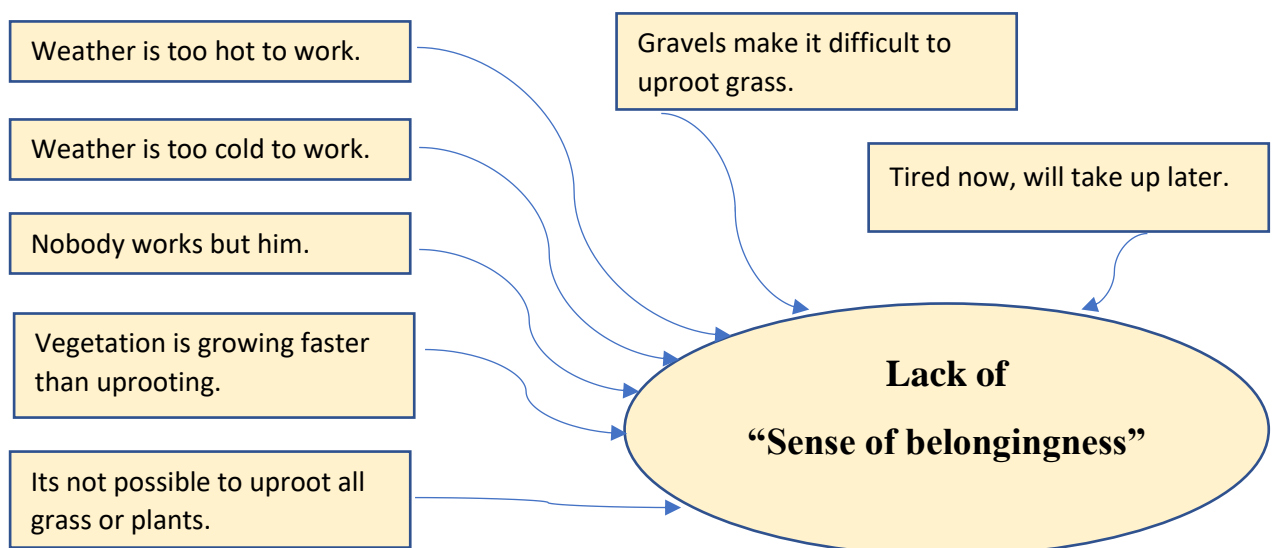 Weather is too hot to work.
Gravels make it difficult to
uproot grass.
Weather is too cold to work.
Tired now, will take up later.
Nobody works but him.
Vegetation is growing faster
than uprooting.
Lack of
“Sense of belongingness”
Its not possible to uproot all
grass or plants.